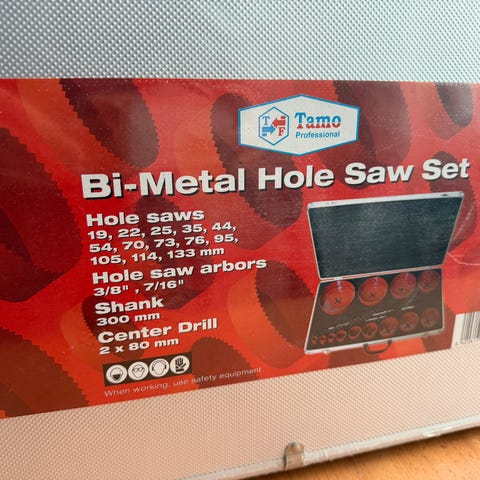 T
F
Tamo
Professional
Bi-Metal Hole Saw Set
Hole saws
19, 22, 25, 35, 44,
54, 70, 73, 76, 95,
105, 114, 133 mm
Hole saw arbors
3/8" , 7/16"
Shank
300 mm
Center Drill
2 x 80 mm
When working, use safety equipment